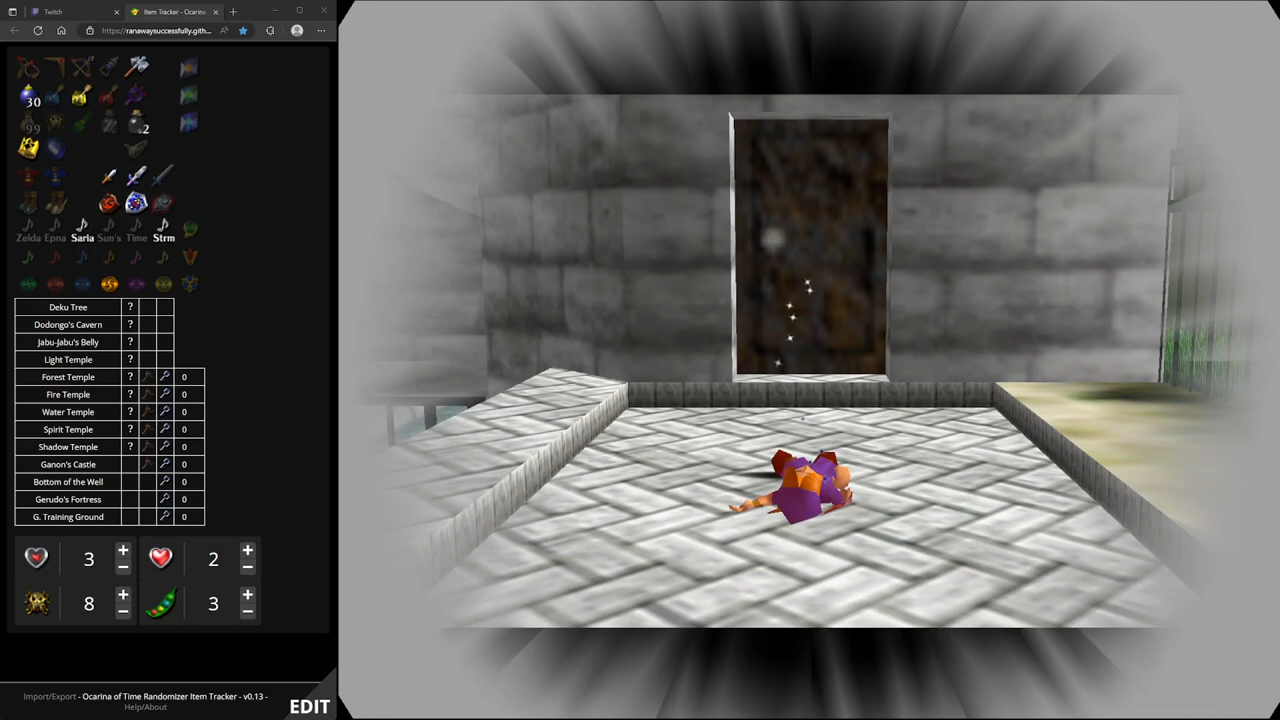 Twitch
Item Tracker - Ocarin
https://ranawaysuccessfully.gith...
30
99
2
Zelda Epna Saria Sun's Time Strm
Deku Tree ?
Dodongo's Cavern ?
Jabu-Jabu's Belly ?
Light Temple ?
Forest Temple ? 0
Fire Temple ? 0
Water Temple ? 0
Spirit Temple ? 0
Shadow Temple ? 0
Ganon's Castle 0
Bottom of the Well 0
Gerudo's Fortress 0
G. Training Ground 0
3 + − 2 + −
8 + − 3 + −
Import/Export - Ocarina of Time Randomizer Item Tracker - v0.13 -
Help/About
EDIT